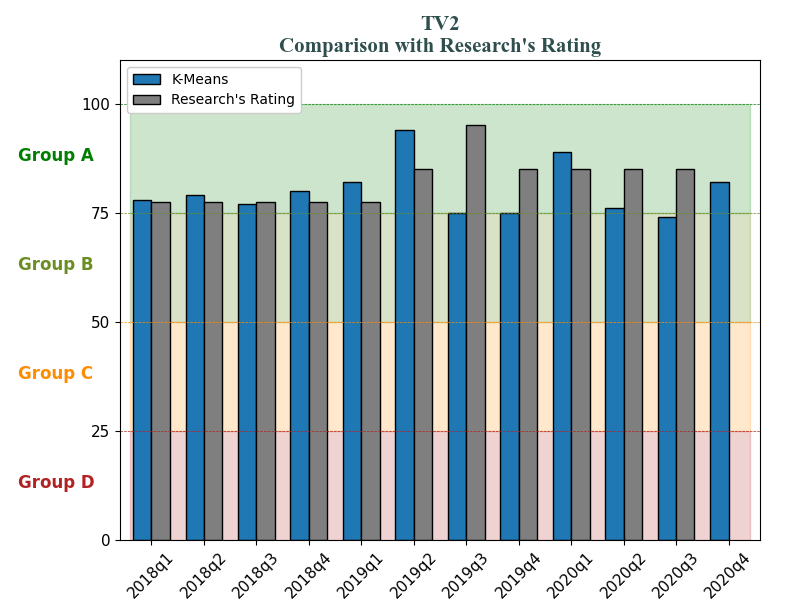 TV2
Comparison with Research's Rating
K-Means
Research's Rating
100
Group A
75
Group B
50
Group C
25
Group D
0
2018q1
2018q2
2018q3
2018q4
2019q1
2019q2
2019q3
2019q4
2020q1
2020q2
2020q3
2020q4